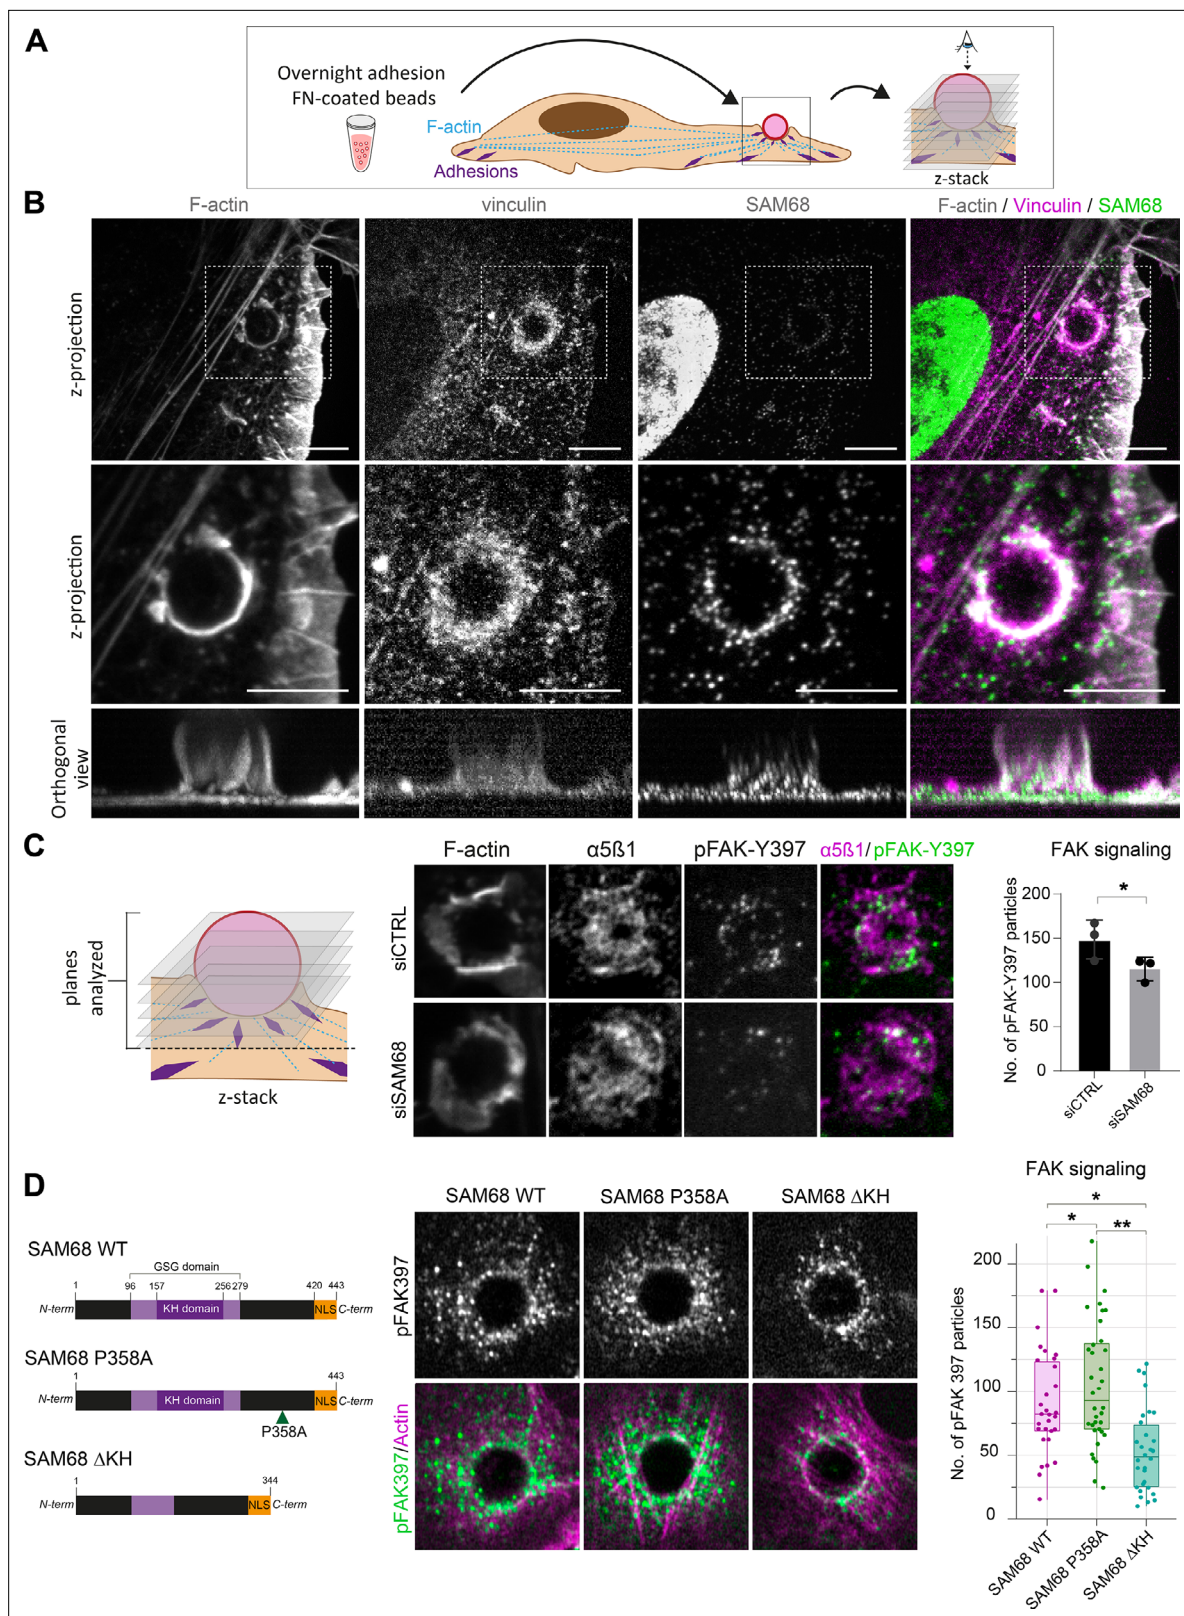 A
Overnight adhesion
FN-coated beads
F-actin
Adhesions
z-stack
B
F-actin
vinculin
SAM68
F-actin / Vinculin / SAM68
z-projection
z-projection
Orthogonal
view
C
planes
analyzed
z-stack
F-actin
α5ß1
pFAK-Y397
α5ß1/pFAK-Y397
siCTRL
siSAM68
FAK signaling
No. of pFAK-Y397 particles
200
150
100
50
0
*
siCTRL
siSAM68
D
SAM68 WT
GSG domain
1
96
157
256
279
420
443
N-term
KH domain
NLS
C-term
SAM68 P358A
1
443
N-term
KH domain
NLS
C-term
P358A
SAM68 ΔKH
1
344
N-term
NLS
C-term
SAM68 WT
SAM68 P358A
SAM68 ΔKH
pFAK397
pFAK397/Actin
FAK signaling
*
*
**
No. of pFAK 397 particles
200
150
100
50
0
SAM68 WT
SAM68 P358A
SAM68 ΔKH